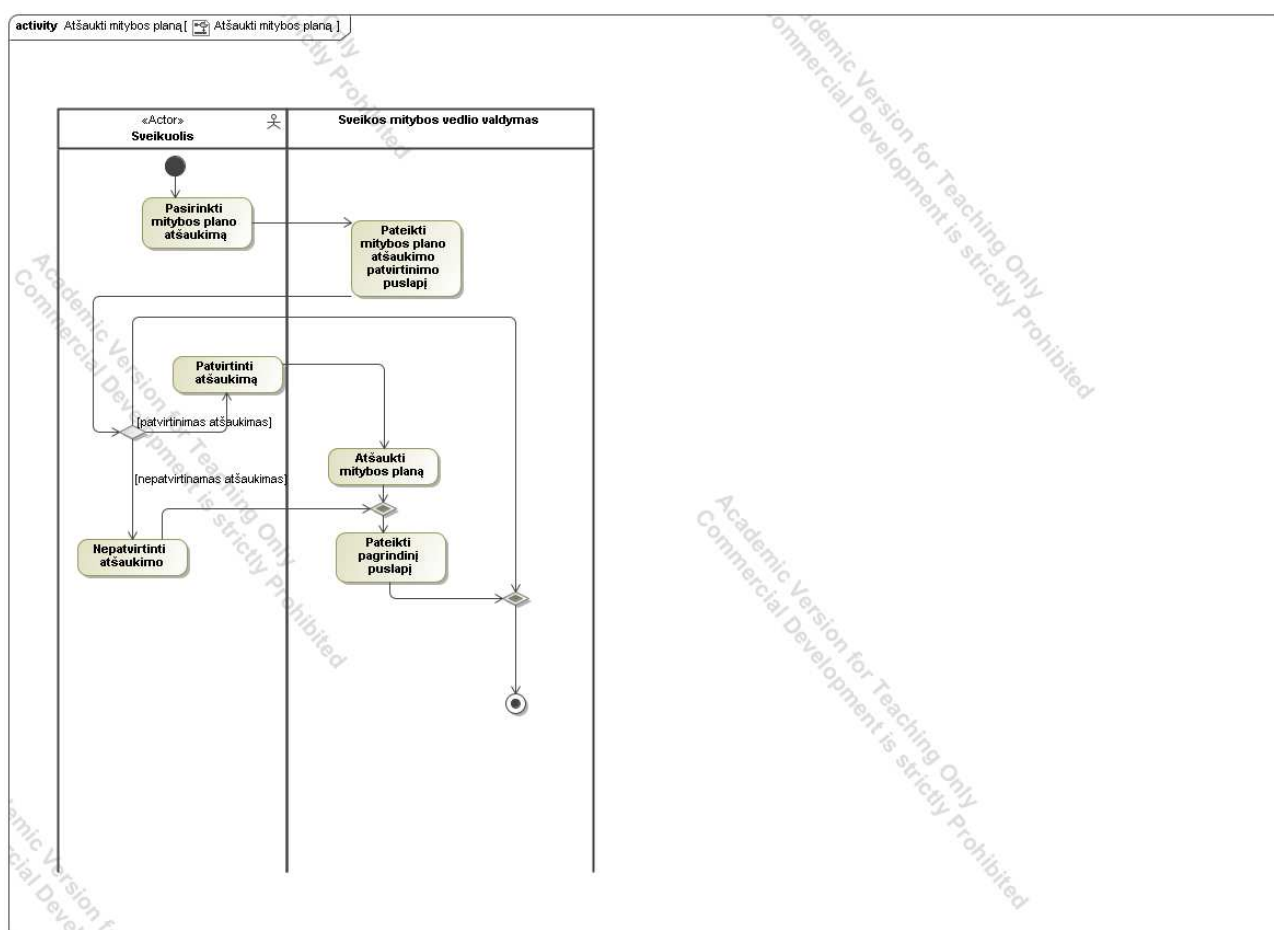 activity Atšaukti mitybos planą[ Atšaukti mitybos planą ]
«Actor»
Sveikuolis
Sveikos mitybos vedlio valdymas
Pasirinkti
mitybos plano
atšaukimą
Pateikti
mitybos plano
atšaukimo
patvirtinimo
puslapį
Patvirtinti
atšaukimą
[patvirtinimas atšaukimas]
Atšaukti
mitybos planą
[nepatvirtinamas atšaukimas]
Nepatvirtinti
atšaukimo
Pateikti
pagrindinį
puslapį
Academic Version for Teaching Only
Commercial Development is strictly Prohibited
Academic Version for Teaching Only
Commercial Development is strictly Prohibited
Academic Version for Teaching Only
Commercial Development is strictly Prohibited